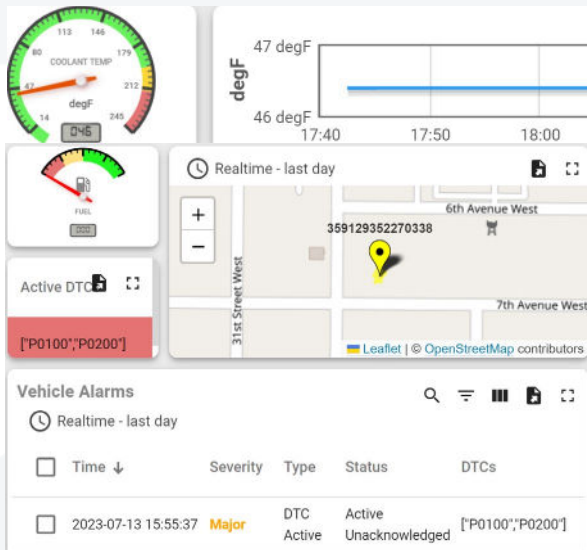 113
146
80
179
COOLANT TEMP
47
212
degF
14
245
046
47 degF
degF
46 degF
17:40
17:50
18:00
FUEL
000
Realtime - last day
+
−
6th Avenue West
359129352270338
31st Street West
7th Avenue West
Leaflet | © OpenStreetMap contributors
Active DTC
["P0100","P0200"]
Vehicle Alarms
Realtime - last day
Time ↓ Severity Type Status DTCs
2023-07-13 15:55:37 Major DTC Active Active Unacknowledged ["P0100","P0200"]